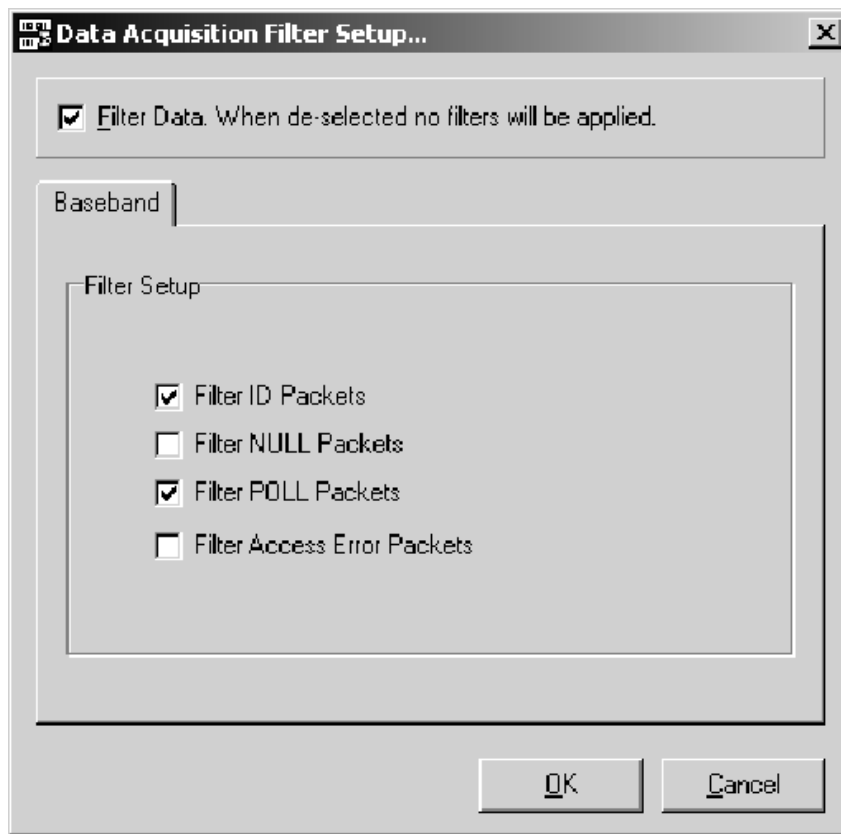 Data Acquisition Filter Setup...
Filter Data. When de-selected no filters will be applied.
Baseband
Filter Setup
Filter ID Packets
Filter NULL Packets
Filter POLL Packets
Filter Access Error Packets
OK
Cancel